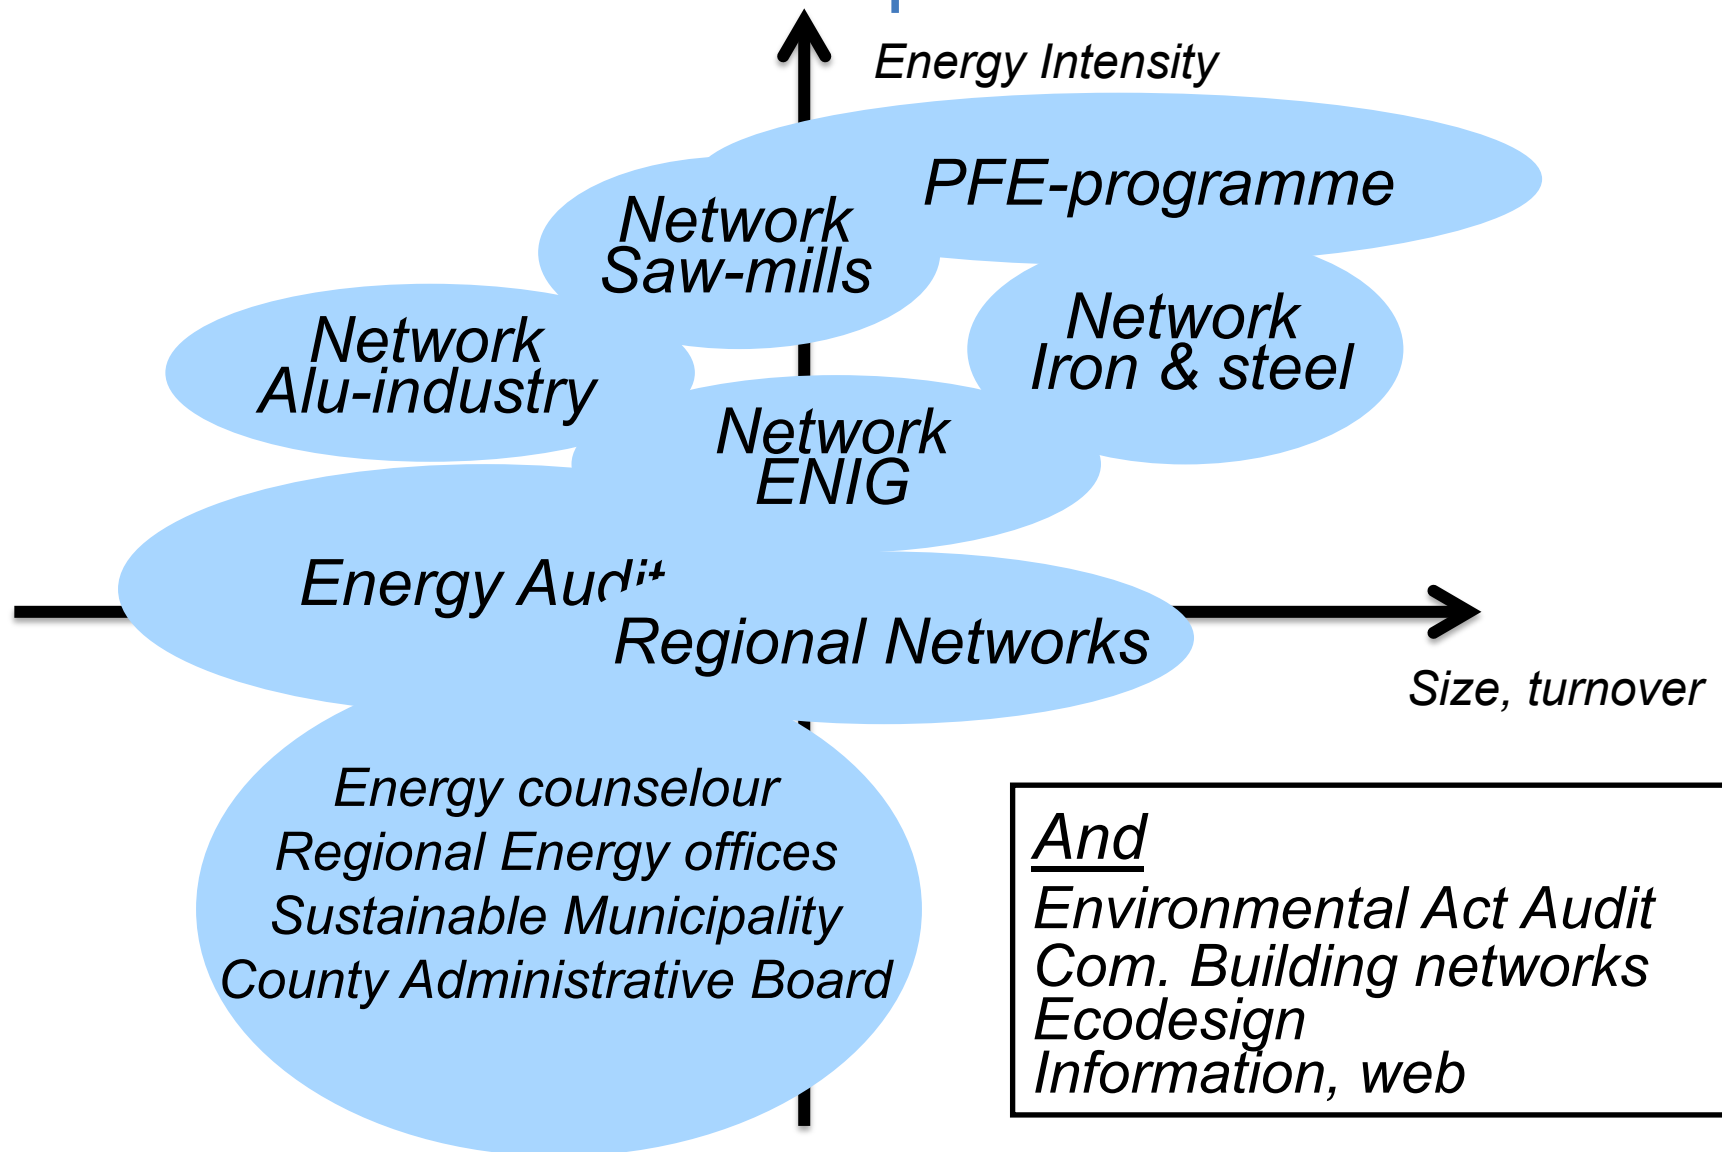 Energy Intensity
PFE-programme
Network
Saw-mills
Network
Iron & steel
Network
Alu-industry
Network
ENIG
Energy Audit
Regional Networks
Size, turnover
Energy counselour
Regional Energy offices
Sustainable Municipality
County Administrative Board
And
Environmental Act Audit
Com. Building networks
Ecodesign
Information, web